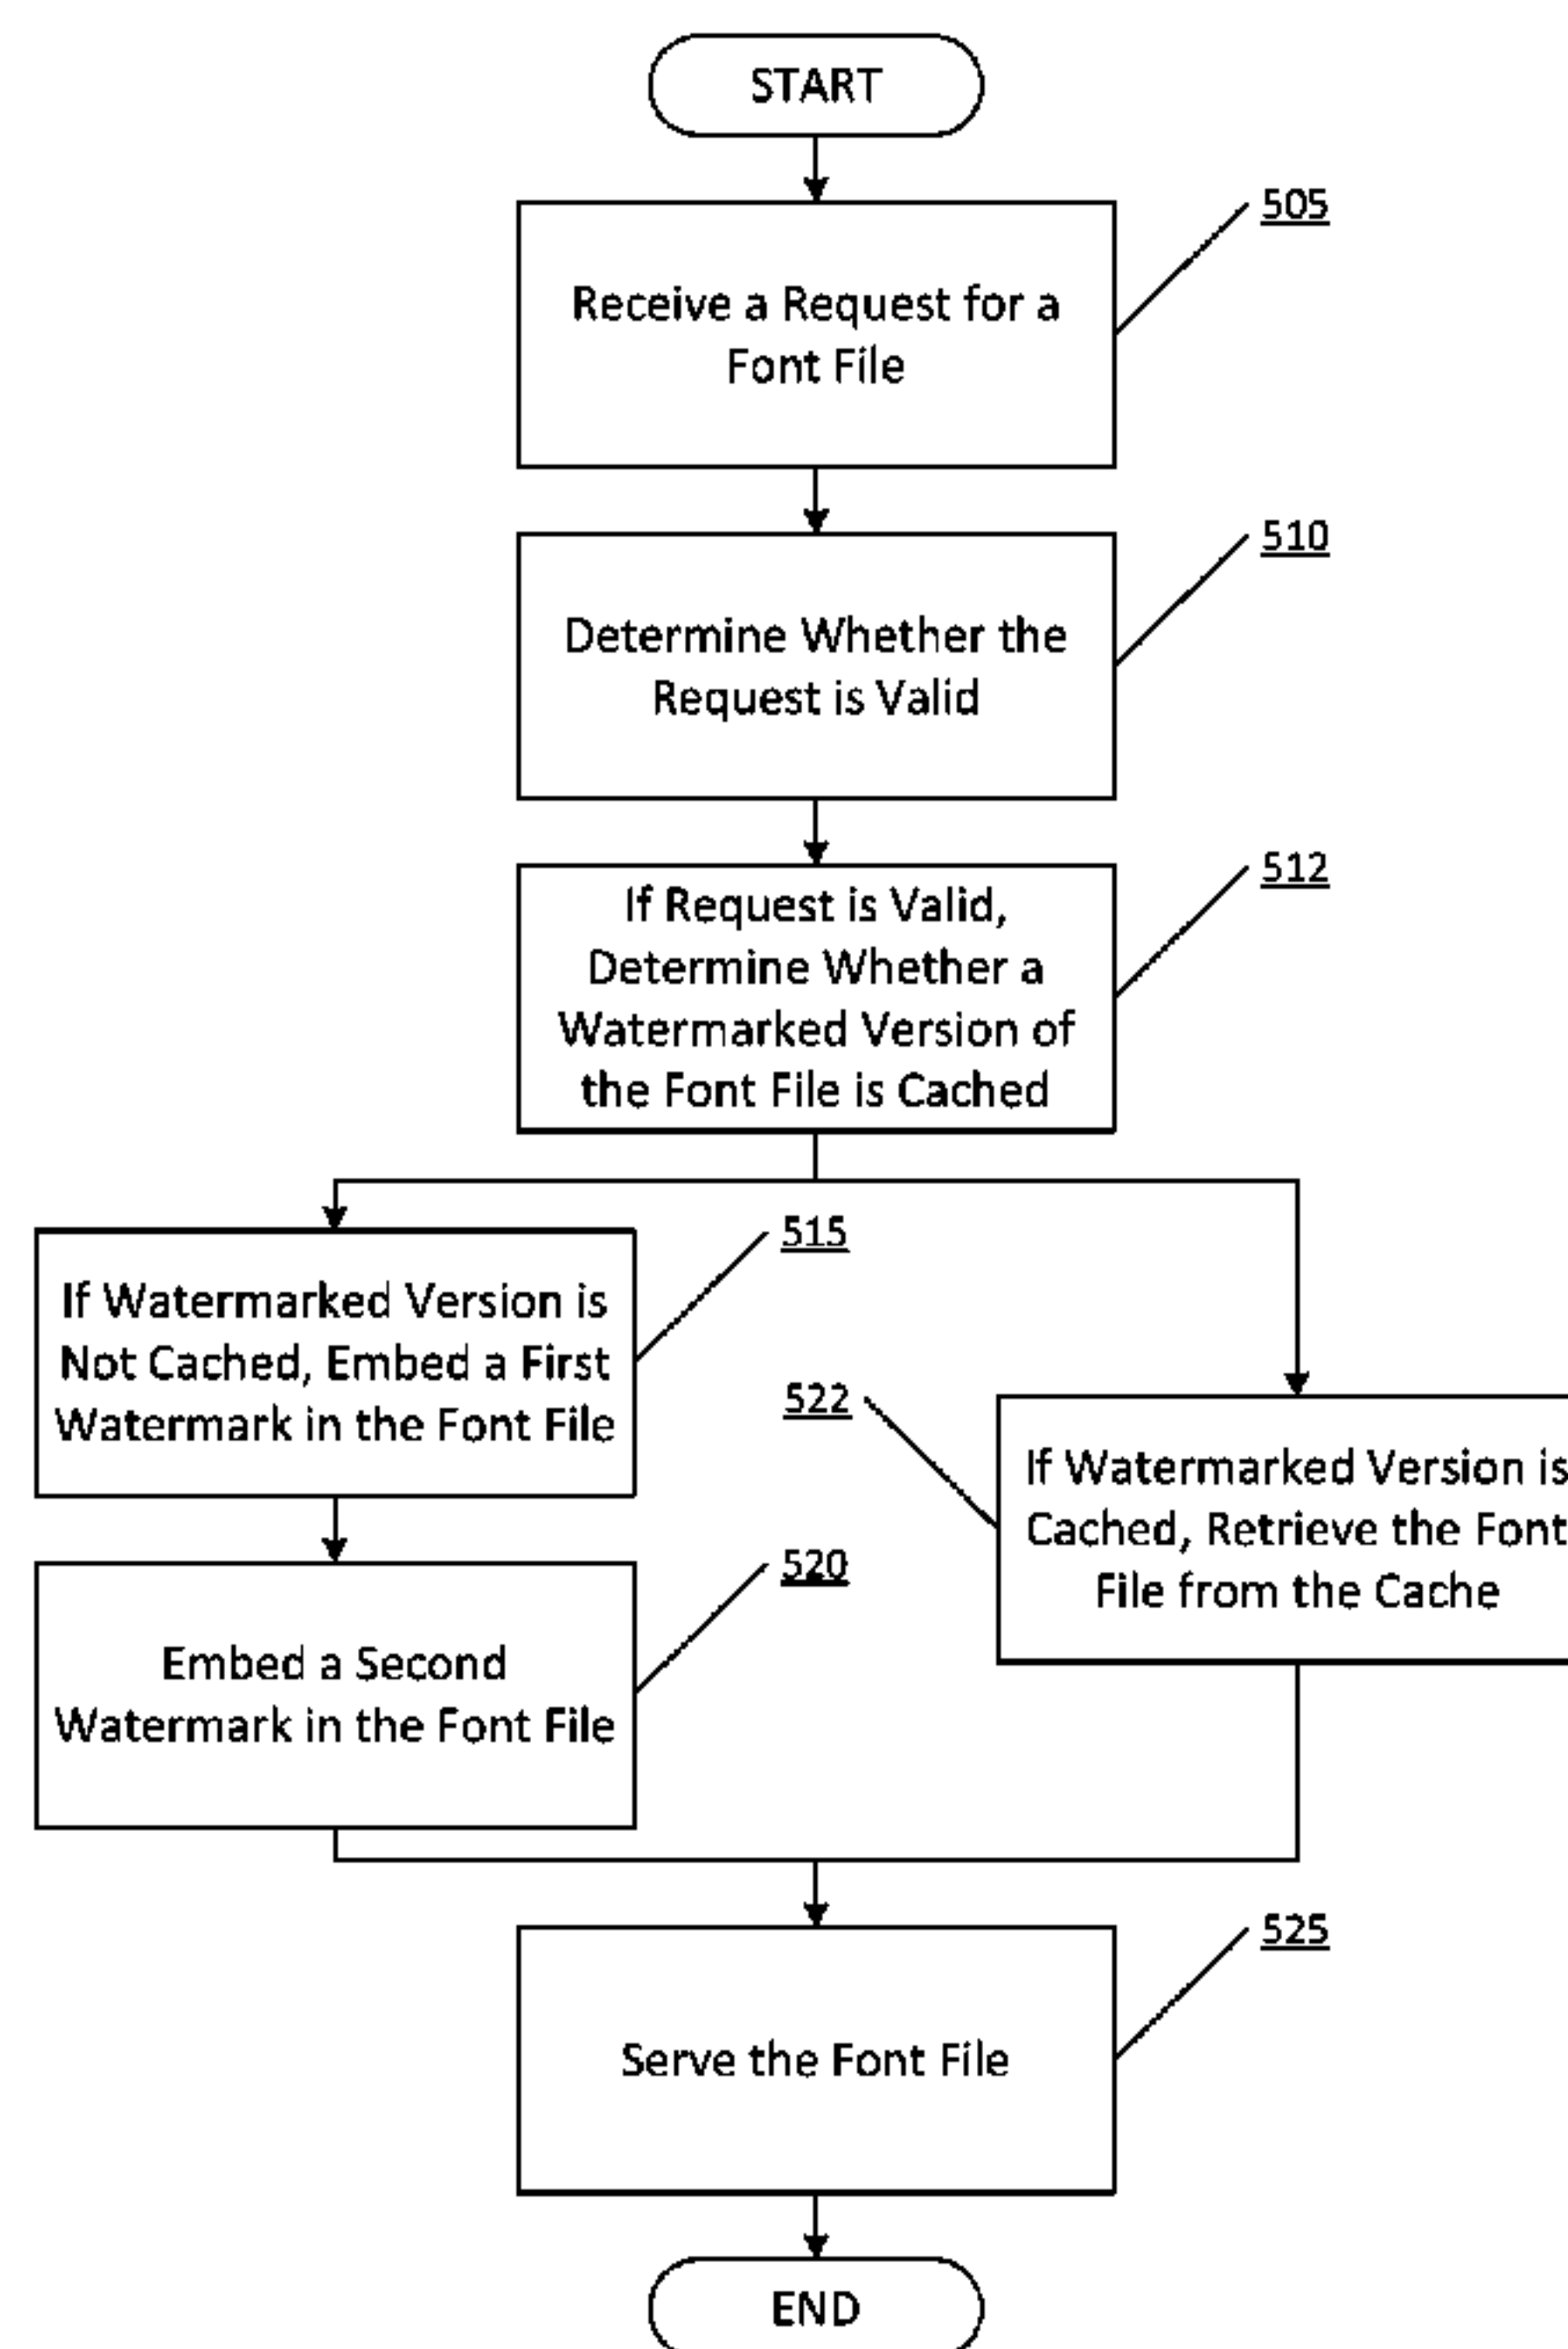 START
505
Receive a Request for a
Font File
510
Determine Whether the
Request is Valid
512
If Request is Valid,
Determine Whether a
Watermarked Version of
the Font File is Cached
515
If Watermarked Version is
Not Cached, Embed a First
Watermark in the Font File
522
If Watermarked Version is
Cached, Retrieve the Font
File from the Cache
520
Embed a Second
Watermark in the Font File
525
Serve the Font File
END